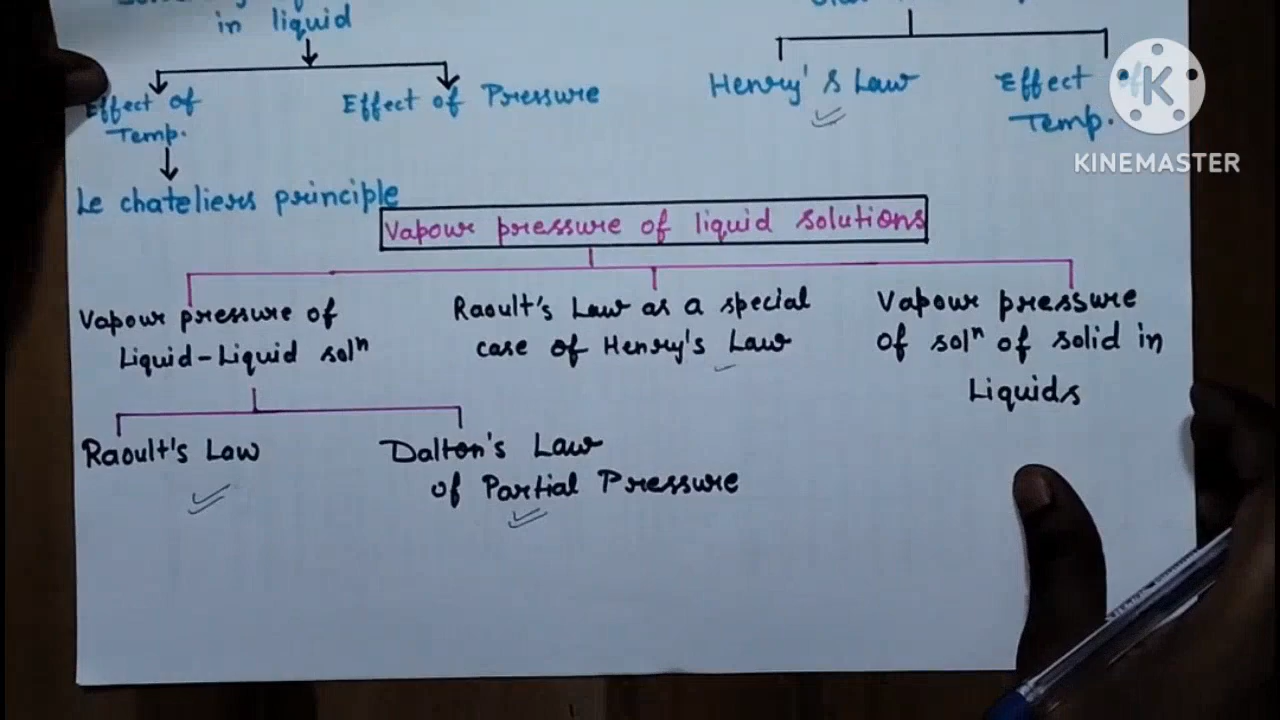 in liquid
Effect of
Temp.
Effect of Pressure
Henry's Law
Effect
Temp.
KINEMASTER
Le chateliers principle
Vapour pressure of liquid solutions
Vapour pressure of
Liquid-Liquid solⁿ
Raoult's Law as a special
case of Henry's Law
Vapour pressure
of solⁿ of solid in
Liquids
Raoult's Law
Dalton's Law
of Partial Pressure